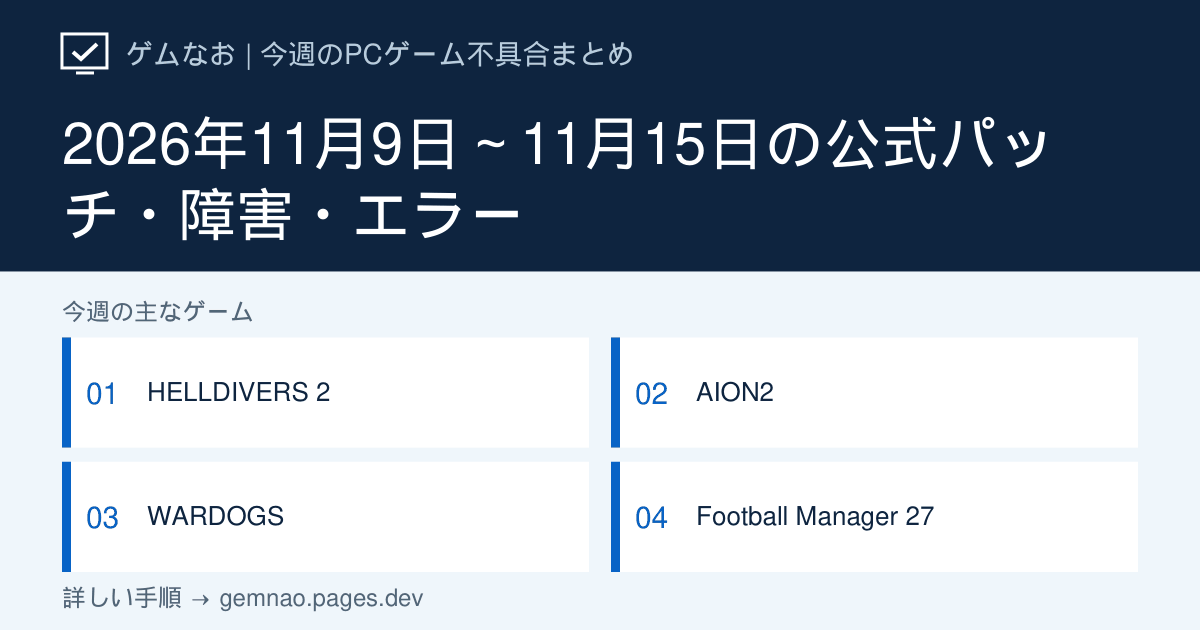 ゲムなお | 今週のPCゲーム不具合まとめ
2026年11月9日 ~ 11月15日の公式パッ
チ・障害・エラー
今週の主なゲーム
01 HELLDIVERS 2
02 AION2
03 WARDOGS
04 Football Manager 27
詳しい手順 → gemnao.pages.dev